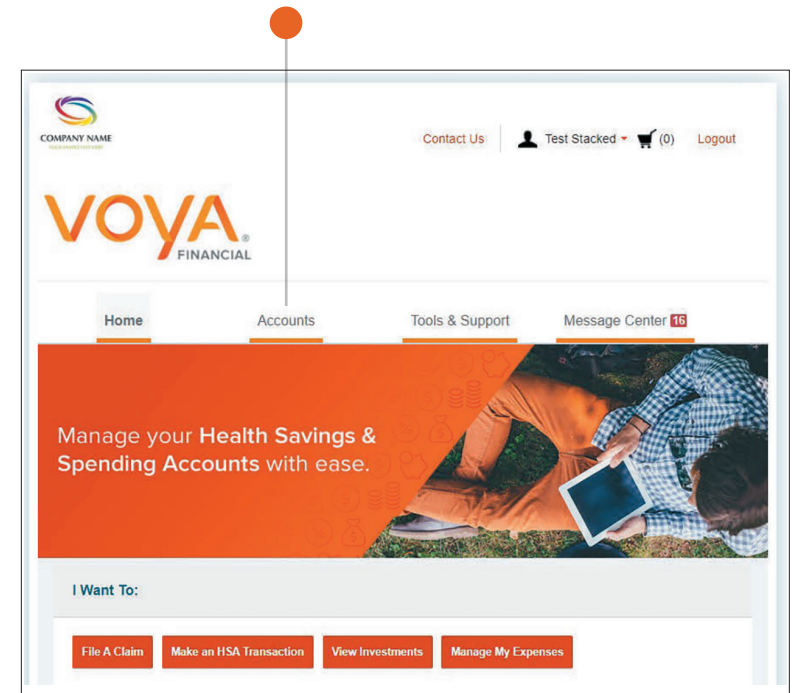 COMPANY NAME
Contact Us Test Stacked (0) Logout
VOYA®
FINANCIAL
Home Accounts Tools & Support Message Center 16
Manage your Health Savings &
Spending Accounts with ease.
I Want To:
File A Claim Make an HSA Transaction View Investments Manage My Expenses